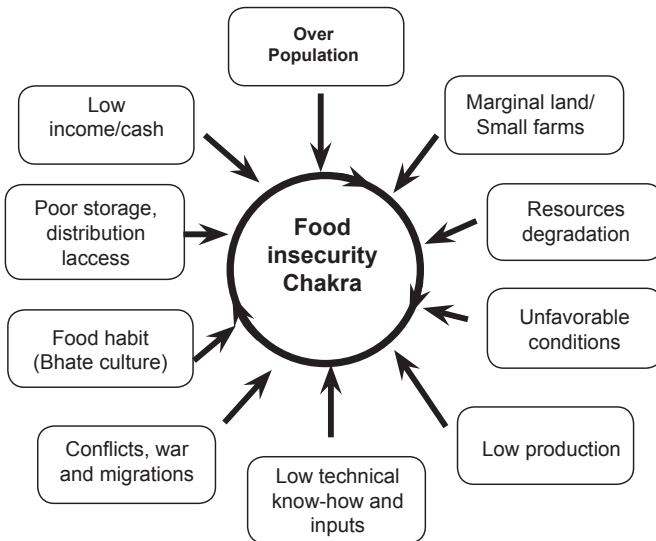 Over
Population
Low
income/cash
Marginal land/
Small farms
Poor storage,
distribution
laccess
Food
insecurity
Chakra
Resources
degradation
Food habit
(Bhate culture)
Unfavorable
conditions
Conflicts, war
and migrations
Low technical
know-how and
inputs
Low production